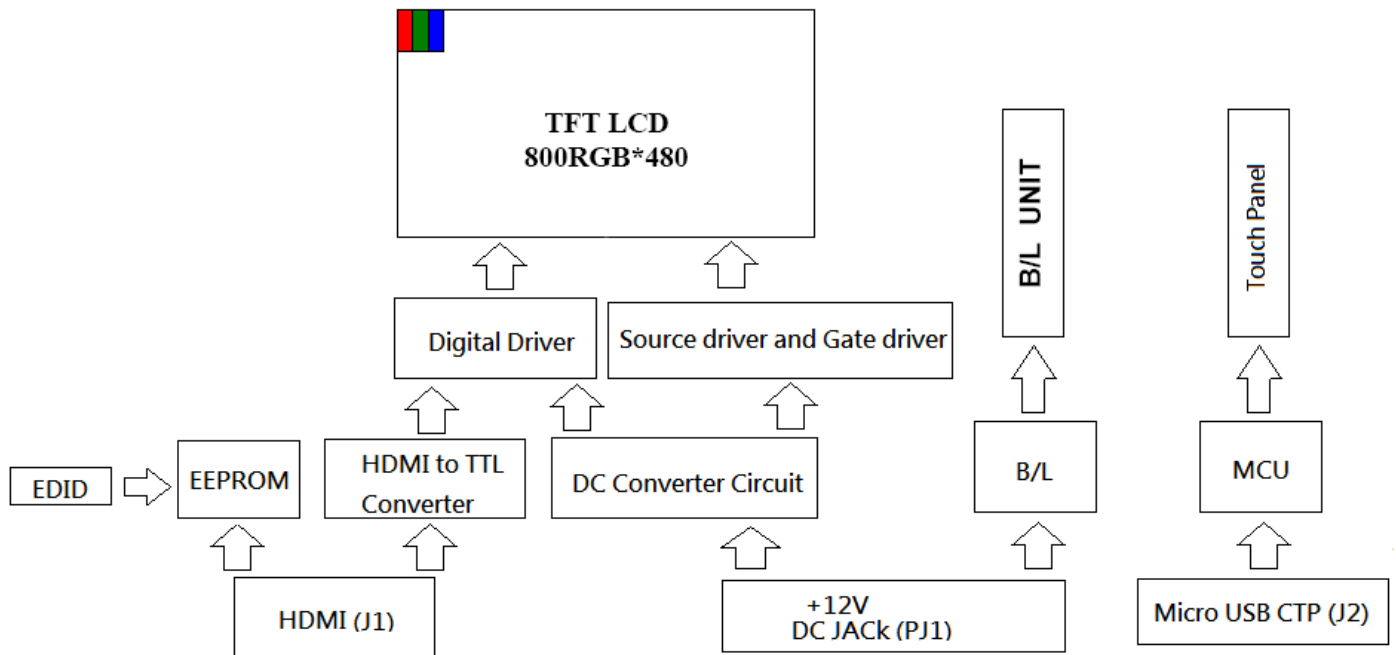 TFT LCD
800RGB*480
B/L UNIT
Touch Panel
Digital Driver
Source driver and Gate driver
EDID
EEPROM
HDMI to TTL
Converter
DC Converter Circuit
B/L
MCU
HDMI (J1)
+12V
DC JACk (PJ1)
Micro USB CTP (J2)